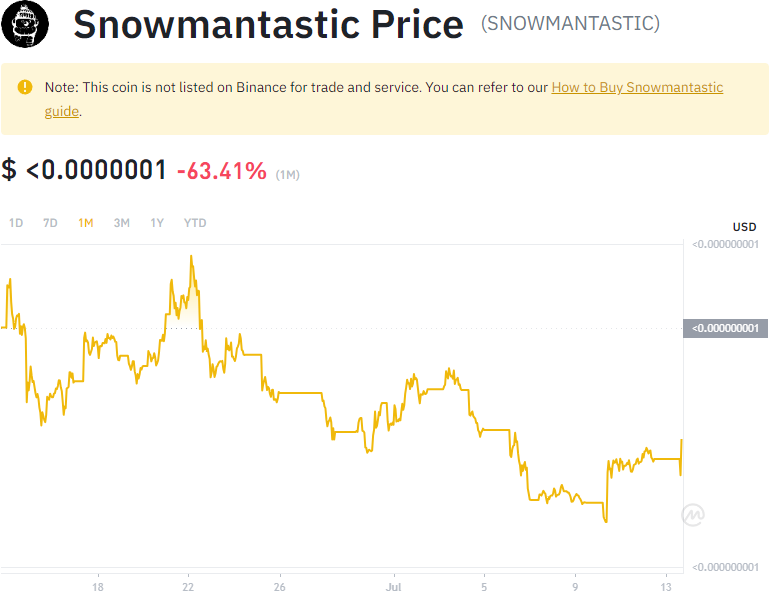 Snowmantastic Price (SNOWMANTASTIC)
Note: This coin is not listed on Binance for trade and service. You can refer to our How to Buy Snowmantastic
guide.
$ <0.0000001 -63.41% (1M)
1D 7D 1M 3M 1Y YTD
USD
<0.000000001
<0.000000001
<0.000000001
18 22 26 Jul 5 9 13